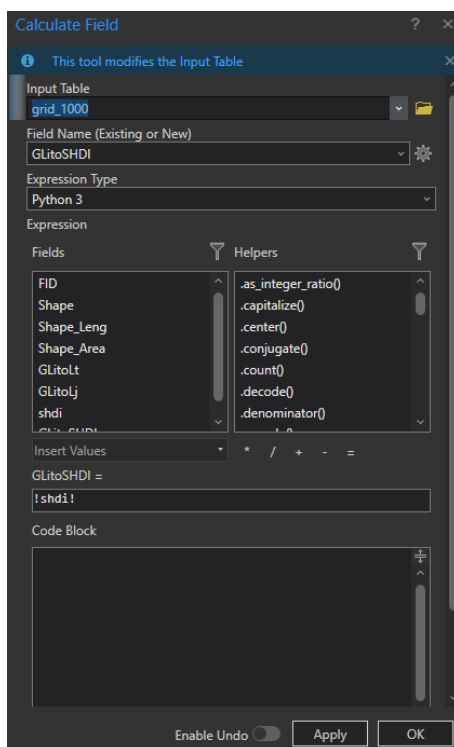 Calculate Field ? ×
This tool modifies the Input Table ×
Input Table
grid_1000
Field Name (Existing or New)
GLitoSHDI
Expression Type
Python 3
Expression
Fields Helpers
FID .as_integer_ratio()
Shape .capitalize()
Shape_Leng .center()
Shape_Area .conjugate()
GLitoLt .count()
GLitoLj .decode()
shdi .denominator()
Insert Values * / + - =
GLitoSHDI =
!shdi!
Code Block
Enable Undo Apply OK